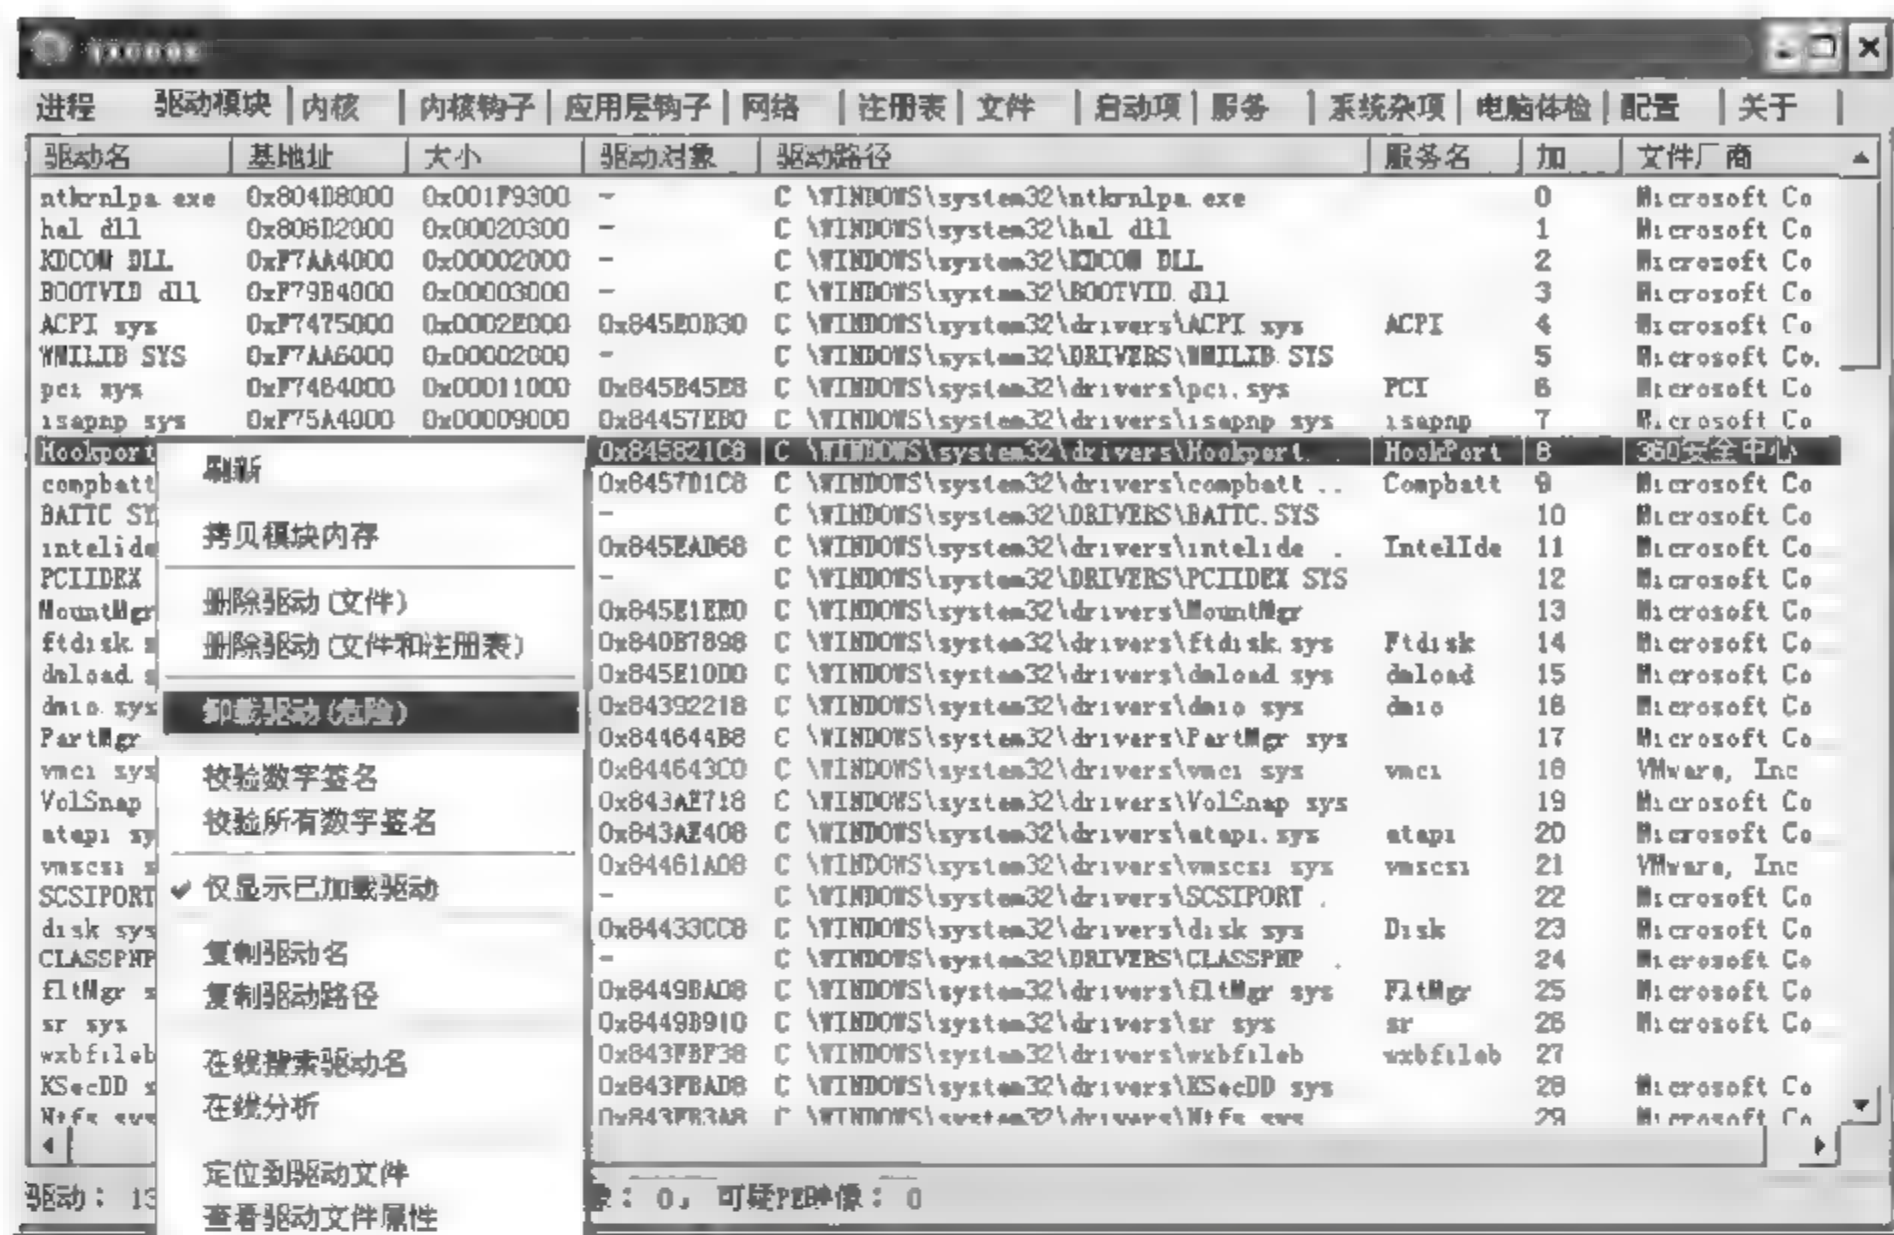 进程 驱动模块 内核 内核钩子 应用层钩子 网络 注册表 文件 启动项 服务 系统杂项 电脑体检 配置 关于
驱动名 基地址 大小 驱动对象 驱动路径 服务名 加 文件厂商
ntkrnlpa exe 0x804D8000 0x001F9300 - C \WINDOWS\system32\ntkrnlpa exe 0 Microsoft Co
hal dll 0x806D2000 0x00020300 - C \WINDOWS\system32\hal dll 1 Microsoft Co
KDCOM DLL 0xF7AA4000 0x00002000 - C \WINDOWS\system32\KDCOM DLL 2 Microsoft Co
BOOTVID dll 0xF79B4000 0x00003000 - C \WINDOWS\system32\BOOTVID dll 3 Microsoft Co
ACPI sys 0xF7475000 0x0002E000 0x845E0B30 C \WINDOWS\system32\drivers\ACPI sys ACPI 4 Microsoft Co
WMILIB SYS 0xF7AA6000 0x00002000 - C \WINDOWS\system32\DRIVERS\WMILIB SYS 5 Microsoft Co.
pci sys 0xF7464000 0x00011000 0x845B45E8 C \WINDOWS\system32\drivers\pci.sys PCI 6 Microsoft Co
isapnp sys 0xF75A4000 0x00009000 0x84457EB0 C \WINDOWS\system32\drivers\isapnp sys isapnp 7 Microsoft Co
Hookport 0x845821C8 C \WINDOWS\system32\drivers\Hookport. . HookPort 8 360安全中心
compbatt 0x8457D1C8 C \WINDOWS\system32\drivers\compbatt .. Compbatt 9 Microsoft Co
BATTC SY - C \WINDOWS\system32\DRIVERS\BATTC.SYS 10 Microsoft Co
intelide 0x845EAD68 C \WINDOWS\system32\drivers\intelide . IntelIde 11 Microsoft Co
PCIIDEX - C \WINDOWS\system32\DRIVERS\PCIIDEX SYS 12 Microsoft Co
MountMgr 0x845E1EE0 C \WINDOWS\system32\drivers\MountMgr 13 Microsoft Co
ftdisk s 0x840B7898 C \WINDOWS\system32\drivers\ftdisk.sys Ftdisk 14 Microsoft Co
dmload.s 0x845E10D0 C \WINDOWS\system32\drivers\dmload sys dmload 15 Microsoft Co
dmio sys 0x84392218 C \WINDOWS\system32\drivers\dmio sys dmio 16 Microsoft Co
PartMgr 0x844644B8 C \WINDOWS\system32\drivers\PartMgr sys 17 Microsoft Co
vmci sys 0x844643C0 C \WINDOWS\system32\drivers\vmci sys vmci 18 VMware, Inc
VolSnap 0x843AE718 C \WINDOWS\system32\drivers\VolSnap sys 19 Microsoft Co
atapi sy 0x843AE408 C \WINDOWS\system32\drivers\atapi.sys atapi 20 Microsoft Co
vmscsi s 0x84461A08 C \WINDOWS\system32\drivers\vmscsi sys vmscsi 21 VMware, Inc
SCSIPORT - C \WINDOWS\system32\drivers\SCSIPORT . 22 Microsoft Co
disk sys 0x84433CC8 C \WINDOWS\system32\drivers\disk sys Disk 23 Microsoft Co
CLASSPNP - C \WINDOWS\system32\DRIVERS\CLASSPNP . 24 Microsoft Co
fltMgr s 0x8449BA08 C \WINDOWS\system32\drivers\fltMgr sys FltMgr 25 Microsoft Co
sr sys 0x8449B910 C \WINDOWS\system32\drivers\sr sys sr 26 Microsoft Co
wxbfileb 0x843FBF38 C \WINDOWS\system32\drivers\wxbfileb wxbfileb 27
KSecDD s 0x843FBAD8 C \WINDOWS\system32\drivers\KSecDD sys 28 Microsoft Co
Ntfs sys 0x843FB3A8 C \WINDOWS\system32\drivers\Ntfs sys 29 Microsoft Co
刷新
拷贝模块内存
删除驱动(文件)
删除驱动(文件和注册表)
卸载驱动(危险)
校验数字签名
校验所有数字签名
仅显示已加载驱动
复制驱动名
复制驱动路径
在线搜索驱动名
在线分析
定位到驱动文件
查看驱动文件属性
驱动: 13 : 0, 可疑PE映像: 0